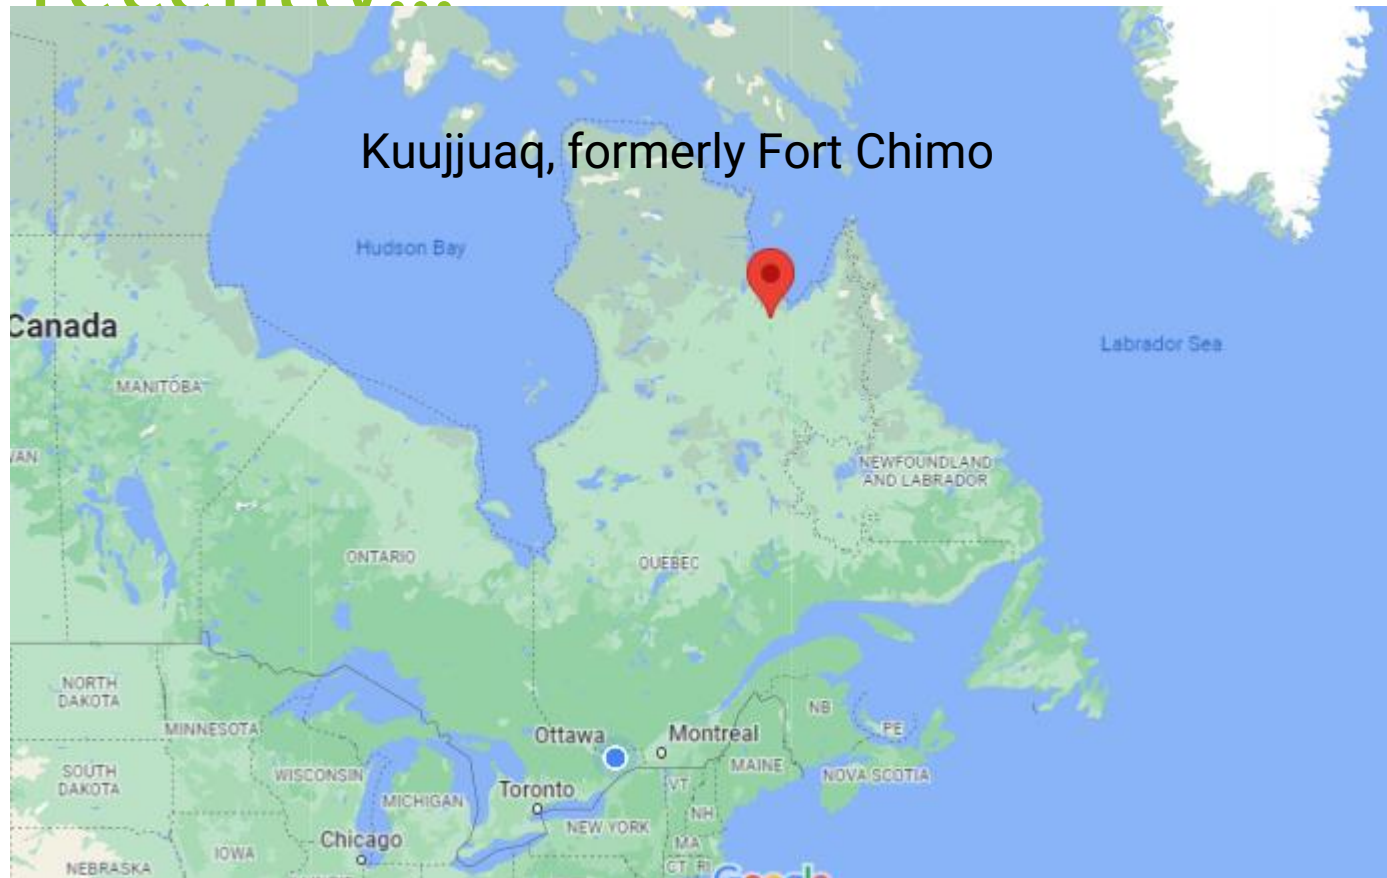 Kuujjuaq, formerly Fort Chimo
Hudson Bay
Canada
Labrador Sea
MANITOBA
NEWFOUNDLAND
AND LABRADOR
ONTARIO
QUEBEC
NORTH
DAKOTA
MINNESOTA
NB
PE
Ottawa
Montreal
MAINE
NOVA SCOTIA
SOUTH
DAKOTA
WISCONSIN
MICHIGAN
Toronto
VT
NH
NEW YORK
Chicago
MA
IOWA
NEBRASKA
CT RI
Google